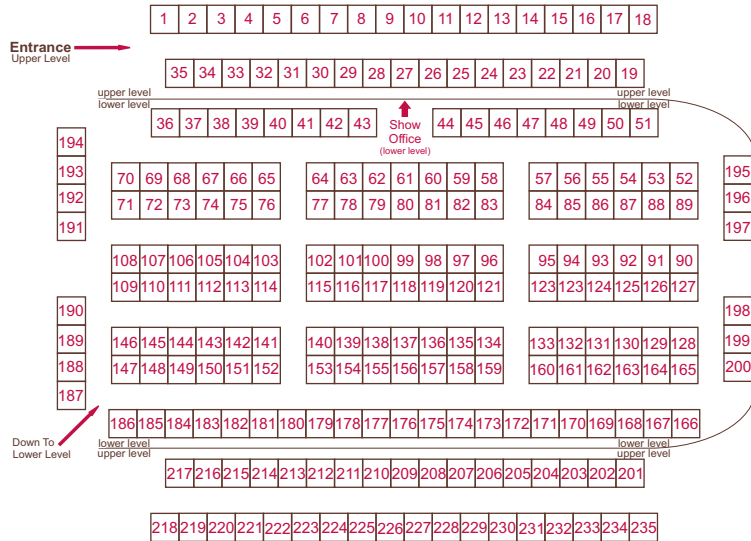 1 2 3 4 5 6 7 8 9 10 11 12 13 14 15 16 17 18
Entrance
Upper Level
35 34 33 32 31 30 29 28 27 26 25 24 23 22 21 20 19
upper level upper level
lower level lower level
36 37 38 39 40 41 42 43 44 45 46 47 48 49 50 51
Show
Office
(lower level)
194
193
192
191
70 69 68 67 66 65 64 63 62 61 60 59 58 57 56 55 54 53 52
71 72 73 74 75 76 77 78 79 80 81 82 83 84 85 86 87 88 89
195
196
197
108 107 106 105 104 103 102 101 100 99 98 97 96 95 94 93 92 91 90
109 110 111 112 113 114 115 116 117 118 119 120 121 123 123 124 125 126 127
190
189
188
187
198
199
200
146 145 144 143 142 141 140 139 138 137 136 135 134 133 132 131 130 129 128
147 148 149 150 151 152 153 154 155 156 157 158 159 160 161 162 163 164 165
186 185 184 183 182 181 180 179 178 177 176 175 174 173 172 171 170 169 168 167 166
Down To
Lower Level
lower level lower level
upper level upper level
217 216 215 214 213 212 211 210 209 208 207 206 205 204 203 202 201
218 219 220 221 222 223 224 225 226 227 228 229 230 231 232 233 234 235